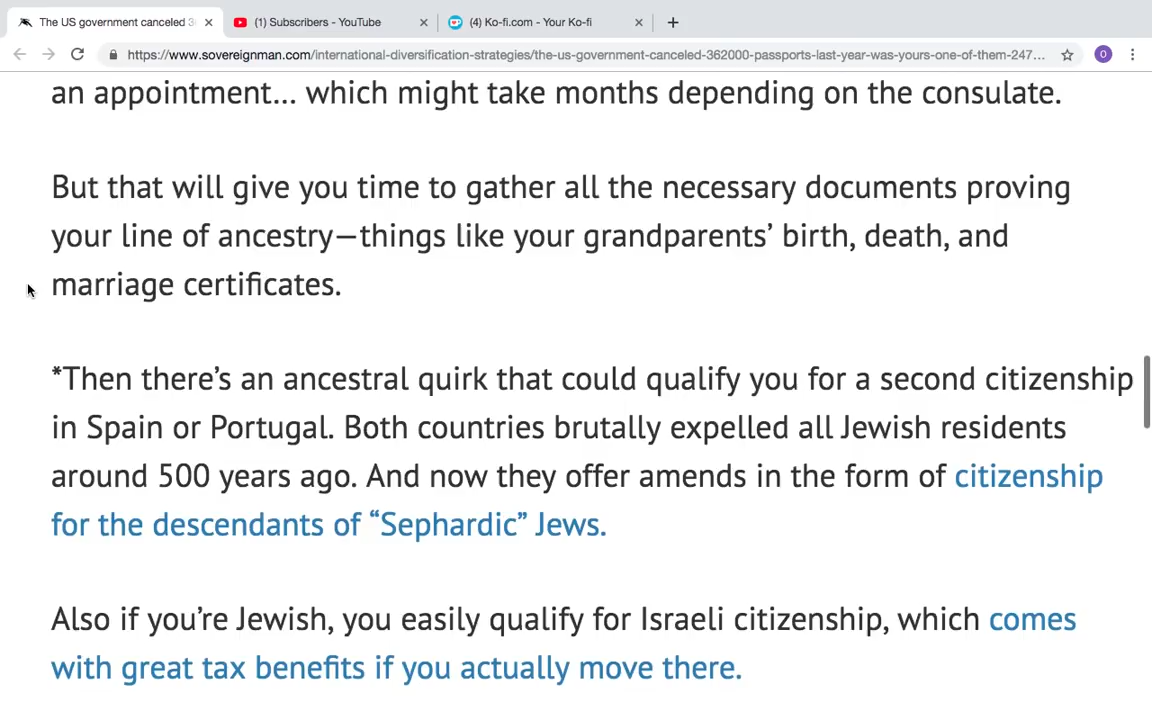 The US government canceled 3
(1) Subscribers - YouTube
(4) Ko-fi.com - Your Ko-fi
https://www.sovereignman.com/international-diversification-strategies/the-us-government-canceled-362000-passports-last-year-was-yours-one-of-them-247...
O
an appointment... which might take months depending on the consulate.
But that will give you time to gather all the necessary documents proving
your line of ancestry—things like your grandparents’ birth, death, and
marriage certificates.
*Then there’s an ancestral quirk that could qualify you for a second citizenship
in Spain or Portugal. Both countries brutally expelled all Jewish residents
around 500 years ago. And now they offer amends in the form of citizenship
for the descendants of “Sephardic” Jews.
Also if you’re Jewish, you easily qualify for Israeli citizenship, which comes
with great tax benefits if you actually move there.